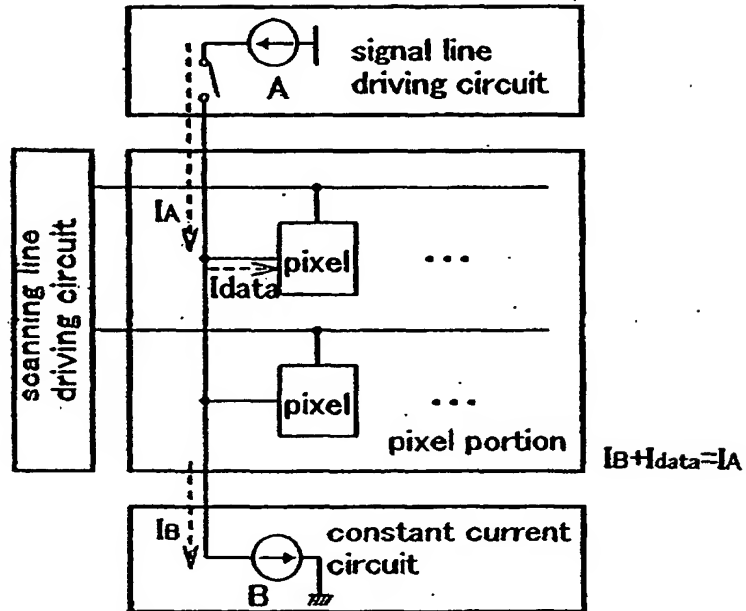 signal line
driving circuit
A
IA
scanning line
driving circuit
pixel
...
Idata
pixel
...
pixel portion
IB+Idata=IA
IB
constant current
circuit
B